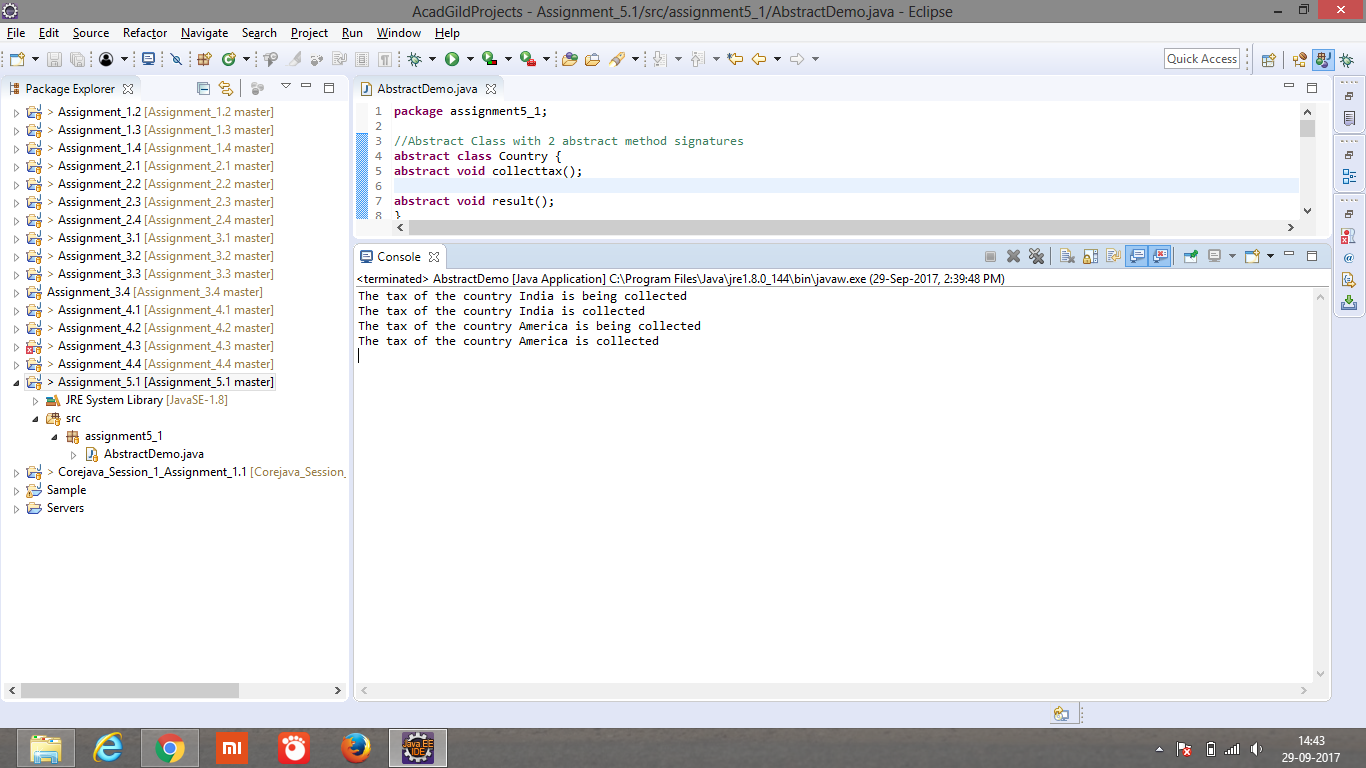 AcadGildProjects - Assignment_5.1/src/assignment5_1/AbstractDemo.java - Eclipse
File Edit Source Refactor Navigate Search Project Run Window Help
Quick Access
Package Explorer
> Assignment_1.2 [Assignment_1.2 master]
> Assignment_1.3 [Assignment_1.3 master]
> Assignment_1.4 [Assignment_1.4 master]
> Assignment_2.1 [Assignment_2.1 master]
> Assignment_2.2 [Assignment_2.2 master]
> Assignment_2.3 [Assignment_2.3 master]
> Assignment_2.4 [Assignment_2.4 master]
> Assignment_3.1 [Assignment_3.1 master]
> Assignment_3.2 [Assignment_3.2 master]
> Assignment_3.3 [Assignment_3.3 master]
Assignment_3.4 [Assignment_3.4 master]
> Assignment_4.1 [Assignment_4.1 master]
> Assignment_4.2 [Assignment_4.2 master]
> Assignment_4.3 [Assignment_4.3 master]
> Assignment_4.4 [Assignment_4.4 master]
> Assignment_5.1 [Assignment_5.1 master]
JRE System Library [JavaSE-1.8]
src
assignment5_1
AbstractDemo.java
> Corejava_Session_1_Assignment_1.1 [Corejava_Session_
Sample
Servers
AbstractDemo.java
1 package assignment5_1;
2
3 //Abstract Class with 2 abstract method signatures
4 abstract class Country {
5 abstract void collecttax();
6
7 abstract void result();
8 }
Console
<terminated> AbstractDemo [Java Application] C:\Program Files\Java\jre1.8.0_144\bin\javaw.exe (29-Sep-2017, 2:39:48 PM)
The tax of the country India is being collected
The tax of the country India is collected
The tax of the country America is being collected
The tax of the country America is collected
mi
Java EE
IDE
14:43
29-09-2017